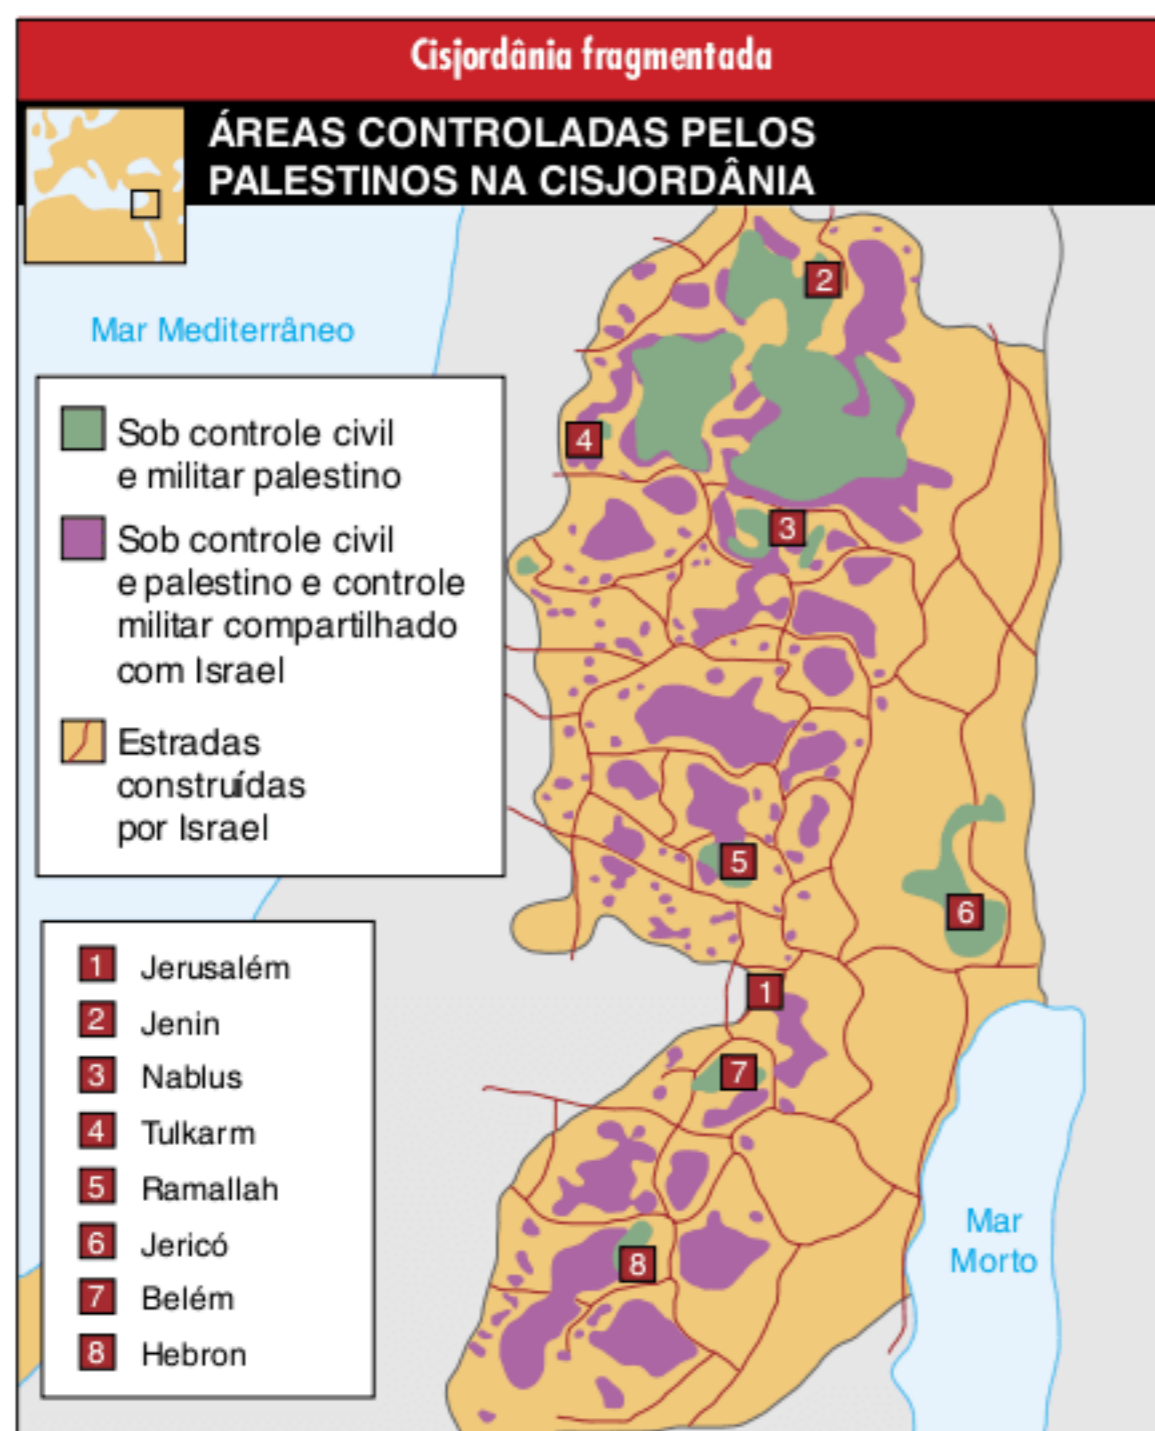 Cisjordânia fragmentada
ÁREAS CONTROLADAS PELOS
PALESTINOS NA CISJORDÂNIA
Mar Mediterrâneo
Sob controle civil
e militar palestino
Sob controle civil
e palestino e controle
militar compartilhado
com Israel
Estradas
construídas
por Israel
1 Jerusalém
2 Jenin
3 Nablus
4 Tulkarm
5 Ramallah
6 Jericó
7 Belém
8 Hebron
2
4
3
5
6
1
7
8
Mar
Morto